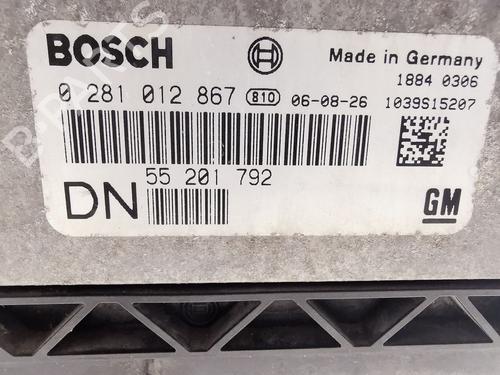 BOSCH
Made in Germany
1884 0306
0 281 012 867 810 06-08-26 1039S15207
55 201 792
DN
GM
B-PARTS